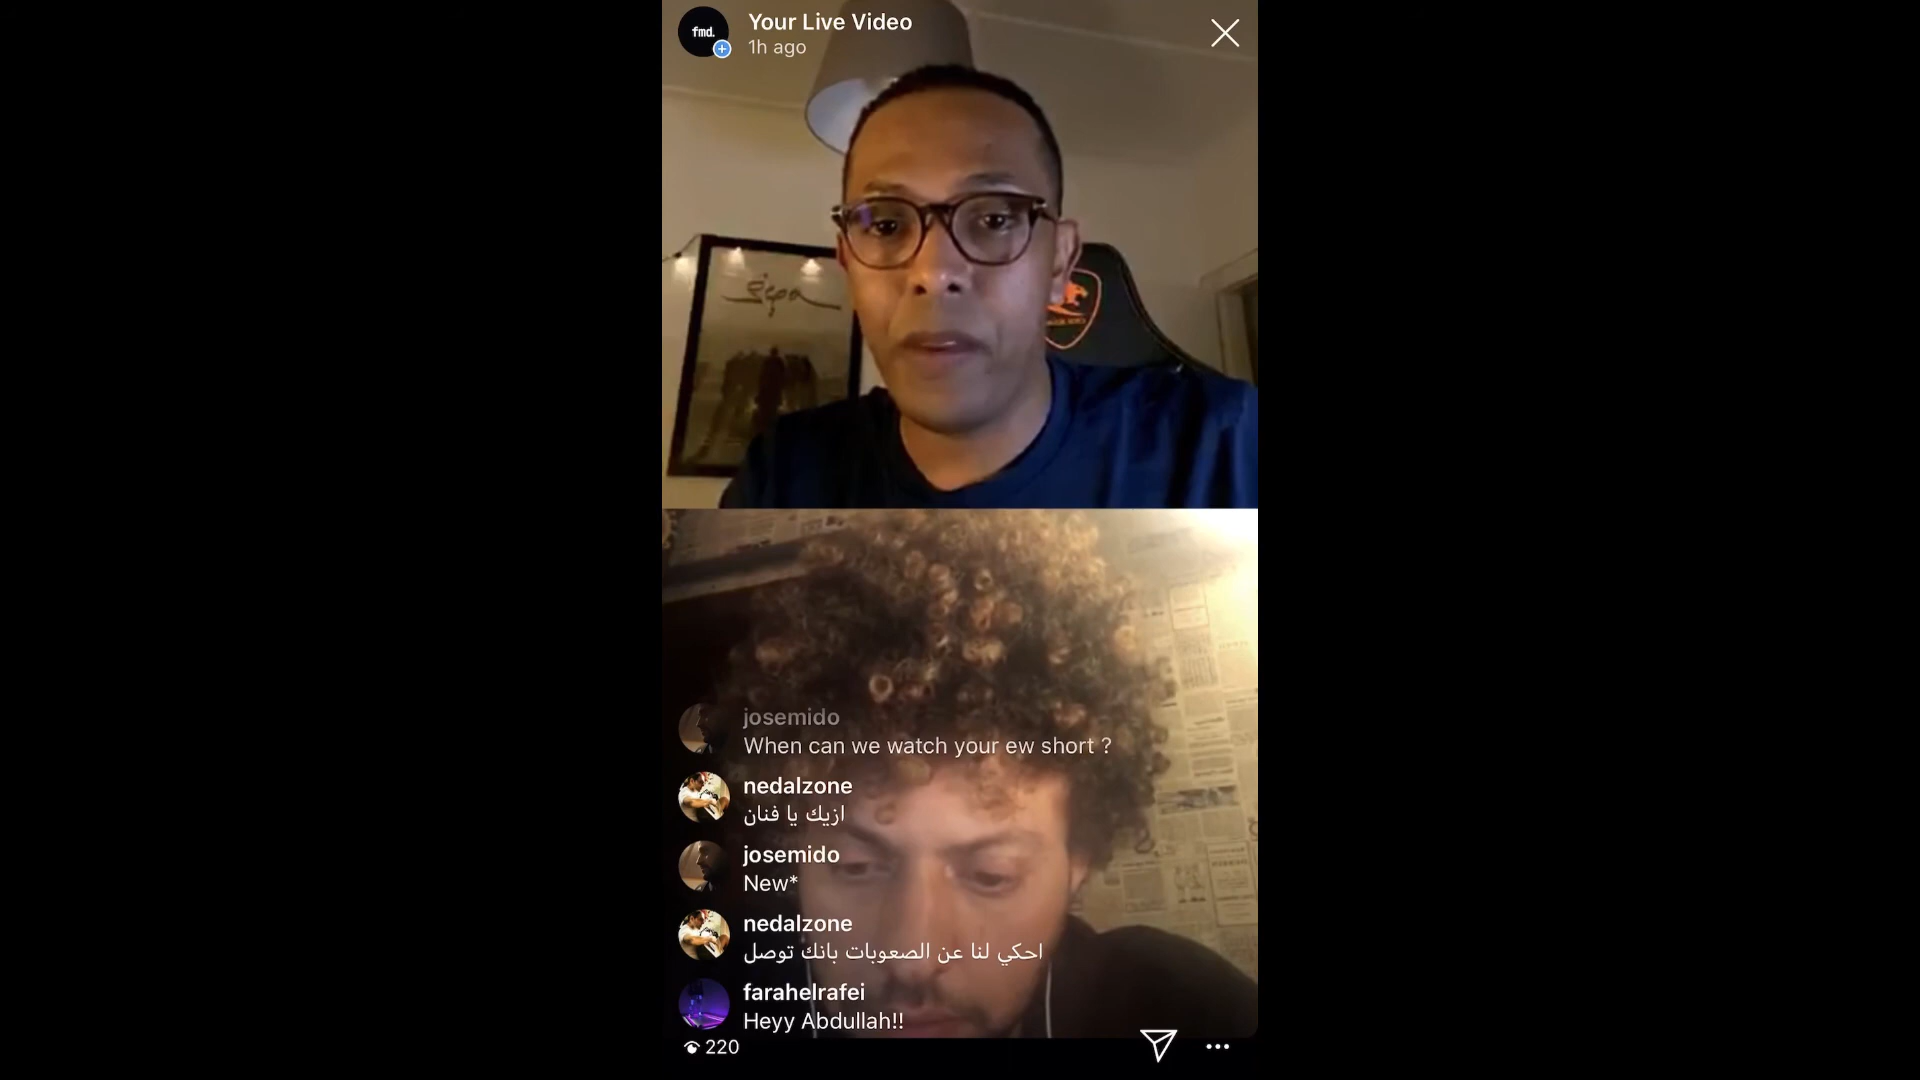 fmd.
Your Live Video
1h ago
josemido
When can we watch your ew short ?
nedalzone
ازيك يا فنان
josemido
New*
nedalzone
احكي لنا عن الصعوبات بانك توصل
farahelrafei
Heyy Abdullah!!
220